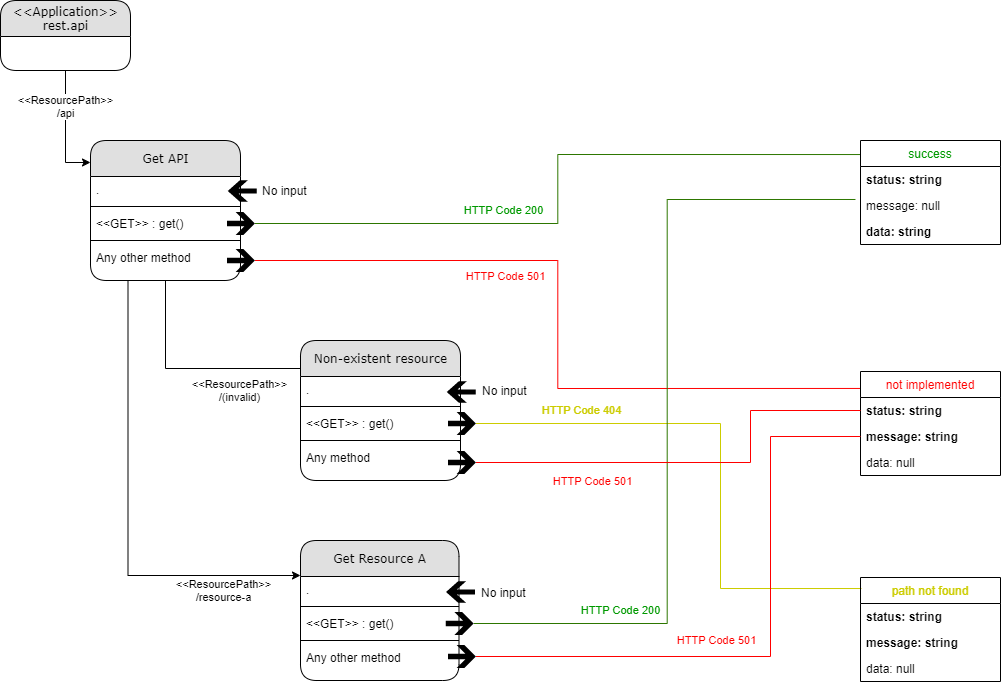 <<Application>>
rest.api
<<ResourcePath>>
/api
Get API
.
No input
<<GET>> : get()
HTTP Code 200
Any other method
HTTP Code 501
success
status: string
message: null
data: string
<<ResourcePath>>
/(invalid)
Non-existent resource
.
No input
<<GET>> : get()
HTTP Code 404
Any method
HTTP Code 501
not implemented
status: string
message: string
data: null
<<ResourcePath>>
/resource-a
Get Resource A
.
No input
<<GET>> : get()
HTTP Code 200
Any other method
HTTP Code 501
path not found
status: string
message: string
data: null